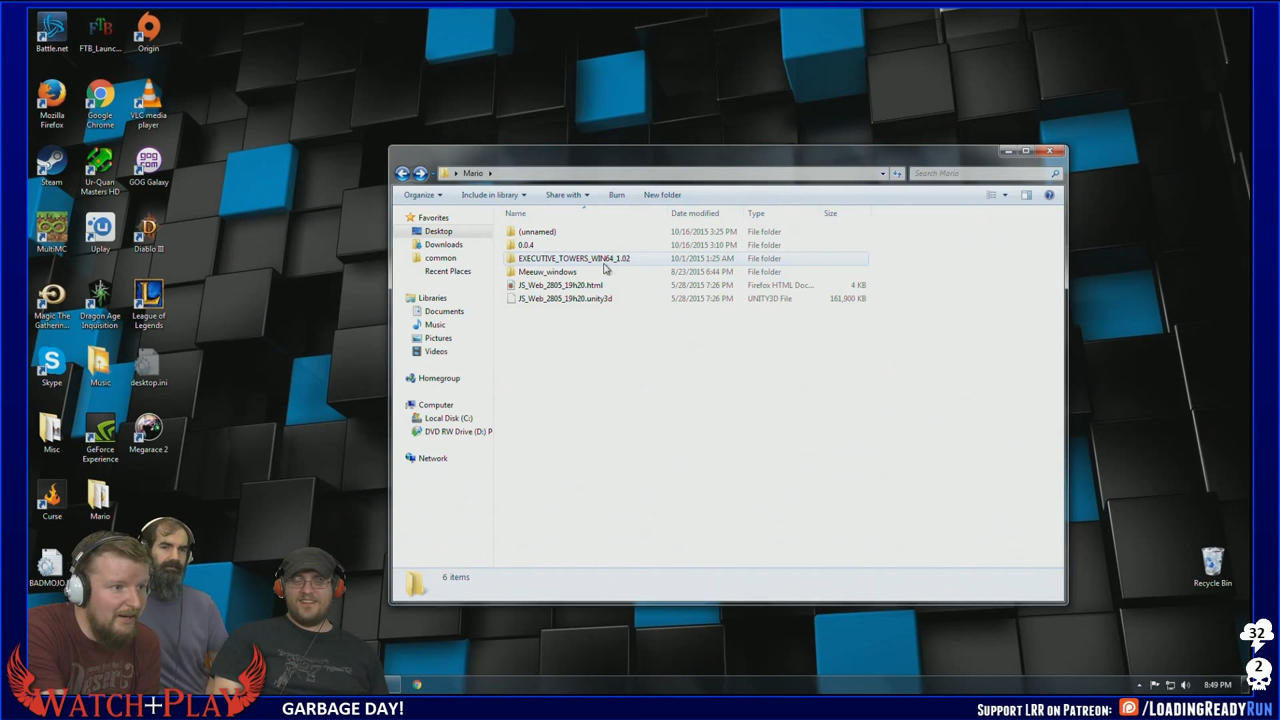 Battle.net
FTB_Launc...
Origin
Mozilla
Firefox
Google
Chrome
VLC media
player
Steam
Ur-Quan
Masters HD
GOG
COM
GOG Galaxy
MultiMC
Uplay
Diablo III
Magic The
Gatherin...
Dragon Age
Inquisition
League of
Legends
Skype
Music
desktop.ini
Misc
GeForce
Experience
Megarace 2
Curse
Mario
BADMOJO
Recycle Bin
Mario
Search Mario
Organize
Include in library
Share with
Burn
New folder
Favorites
Desktop
Downloads
common
Recent Places
Libraries
Documents
Music
Pictures
Videos
Homegroup
Computer
Local Disk (C:)
DVD RW Drive (D:) P
Network
Name Date modified Type Size
(unnamed) 10/16/2015 3:25 PM File folder
0.0.4 10/16/2015 3:10 PM File folder
EXECUTIVE_TOWERS_WIN64_1.02 10/1/2015 1:25 AM File folder
Meeuw_windows 8/23/2015 6:44 PM File folder
JS_Web_2805_19h20.html 5/28/2015 7:26 PM Firefox HTML Doc... 4 KB
JS_Web_2805_19h20.unity3d 5/28/2015 7:26 PM UNITY3D File 161,900 KB
6 items
32
2
8:49 PM
WATCH+PLAY
GARBAGE DAY!
SUPPORT LRR ON PATREON: /LOADINGREADYRUN